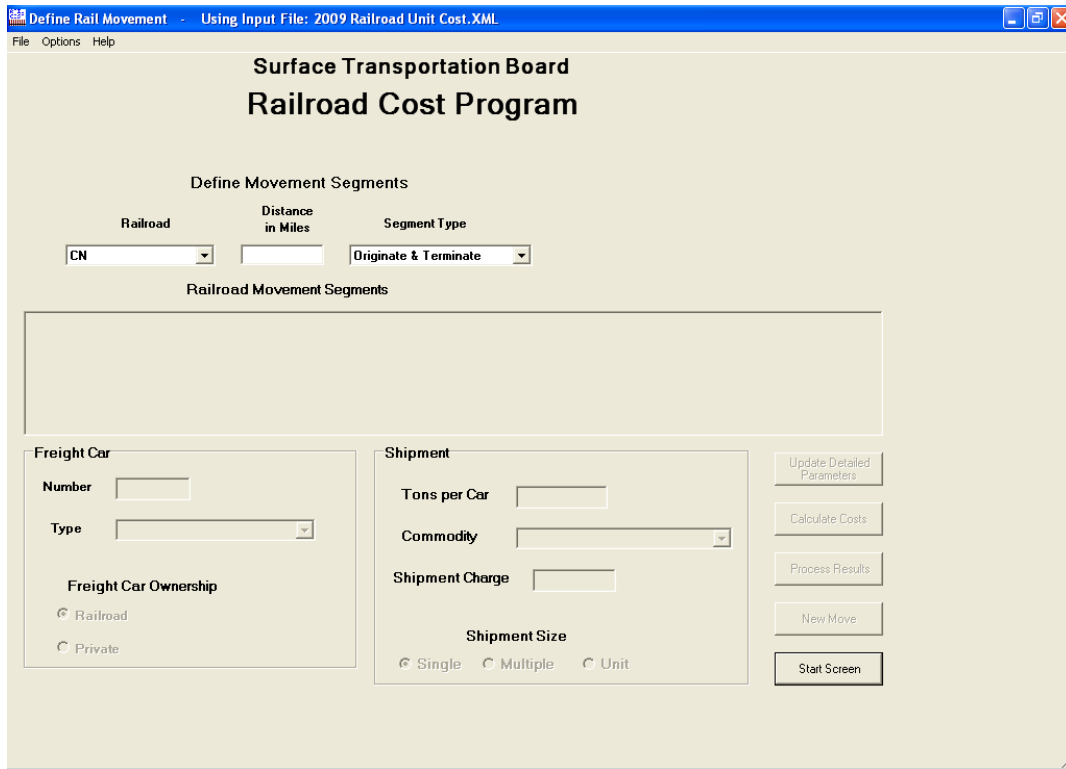 Define Rail Movement - Using Input File: 2009 Railroad Unit Cost.XML
File Options Help
Surface Transportation Board
Railroad Cost Program
Define Movement Segments
Railroad
Distance
in Miles
Segment Type
CN
Originate & Terminate
Railroad Movement Segments
Freight Car
Number
Type
Freight Car Ownership
Railroad
Private
Shipment
Tons per Car
Commodity
Shipment Charge
Shipment Size
Single Multiple Unit
Update Detailed
Parameters
Calculate Costs
Process Results
New Move
Start Screen